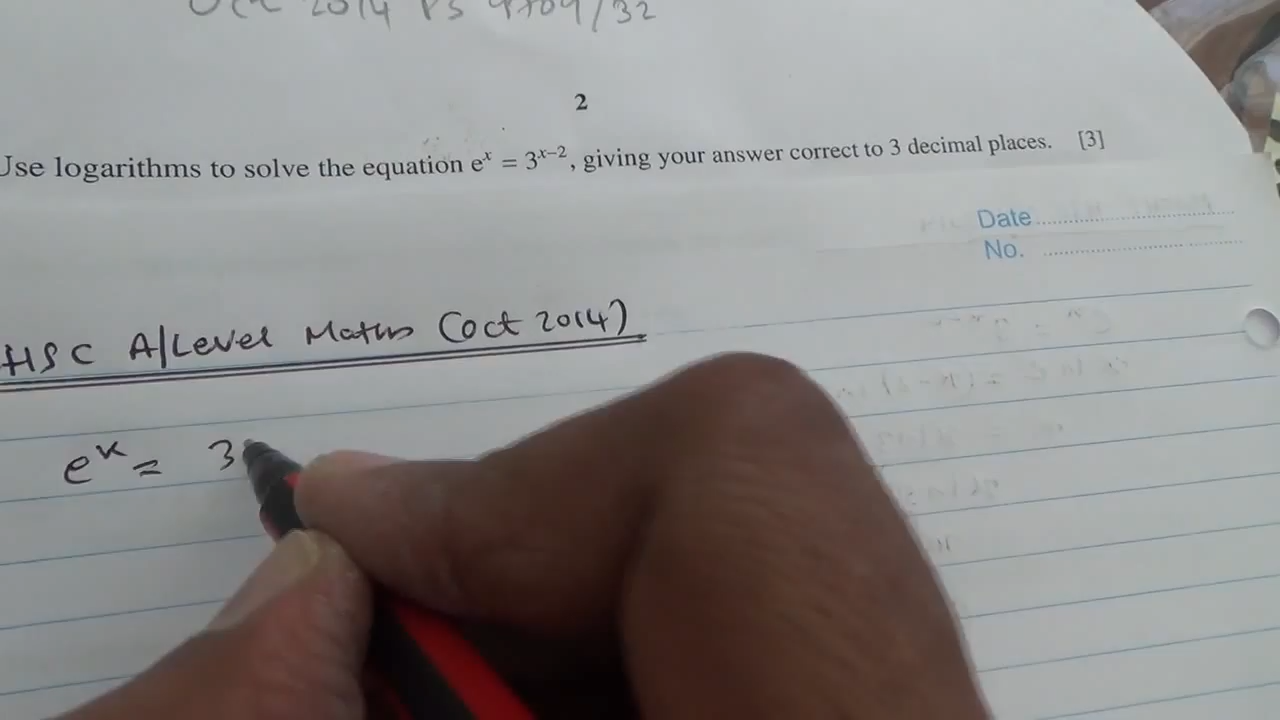 Oct 2014 P3 9709/32
2
Use logarithms to solve the equation eˣ = 3ˣ⁻², giving your answer correct to 3 decimal places. [3]
Date
No.
HSC A/Level Maths (Oct 2014)
eˣ = 3